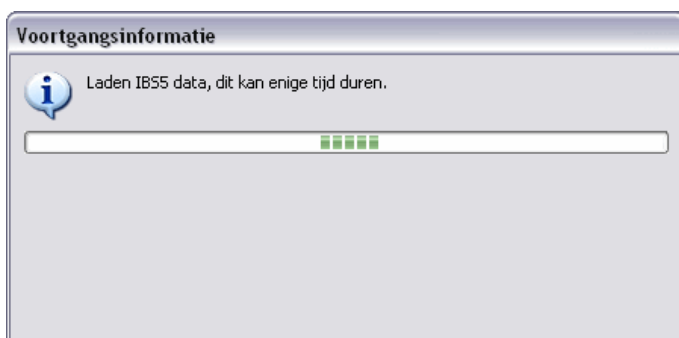 Voortgangsinformatie
Laden IBS5 data, dit kan enige tijd duren.